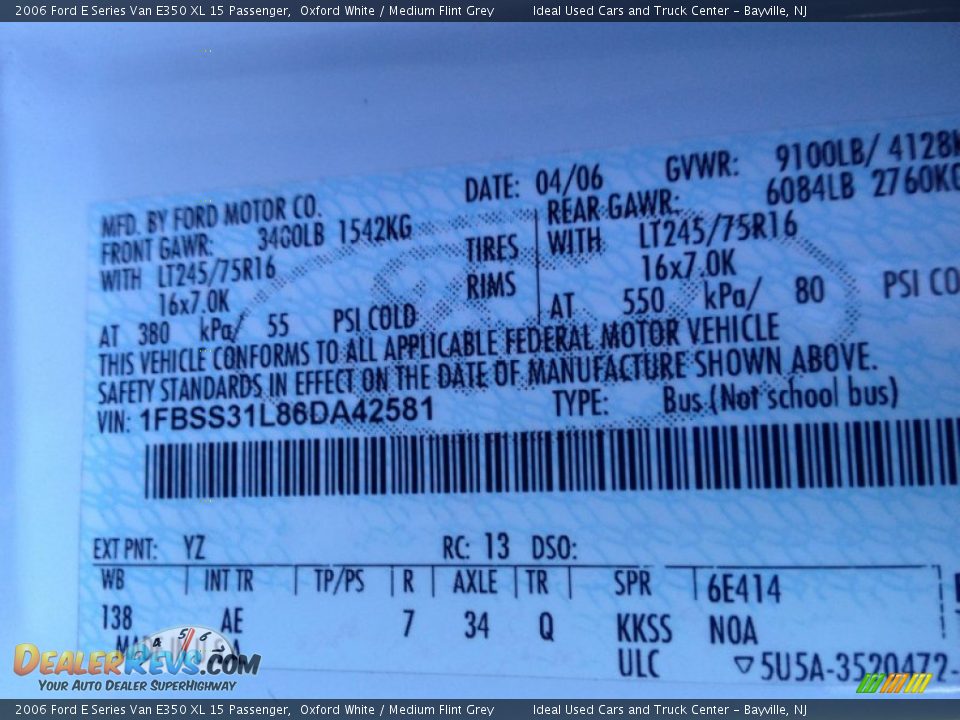 2006 Ford E Series Van E350 XL 15 Passenger, Oxford White / Medium Flint Grey Ideal Used Cars and Truck Center - Bayville, NJ
MFD. BY FORD MOTOR CO. DATE: 04/06 GVWR: 9100LB/ 4128K
FRONT GAWR: 3400LB 1542KG REAR GAWR: 6084LB 2760KG
WITH LT245/75R16 TIRES WITH LT245/75R16
16x7.0K RIMS 16x7.0K
AT 380 kPa/ 55 PSI COLD AT 550 kPa/ 80 PSI CO
THIS VEHICLE CONFORMS TO ALL APPLICABLE FEDERAL MOTOR VEHICLE
SAFETY STANDARDS IN EFFECT ON THE DATE OF MANUFACTURE SHOWN ABOVE.
VIN: 1FBSS31L86DA42581 TYPE: Bus (Not school bus)
EXT PNT: YZ RC: 13 DSO:
WB INT TR TP/PS R AXLE TR SPR 6E414
138 AE 7 34 Q KKSS NOA
ULC ▽5U5A-3520472-
DealerRevs.com
Your Auto Dealer SuperHighway
2006 Ford E Series Van E350 XL 15 Passenger, Oxford White / Medium Flint Grey Ideal Used Cars and Truck Center - Bayville, NJ